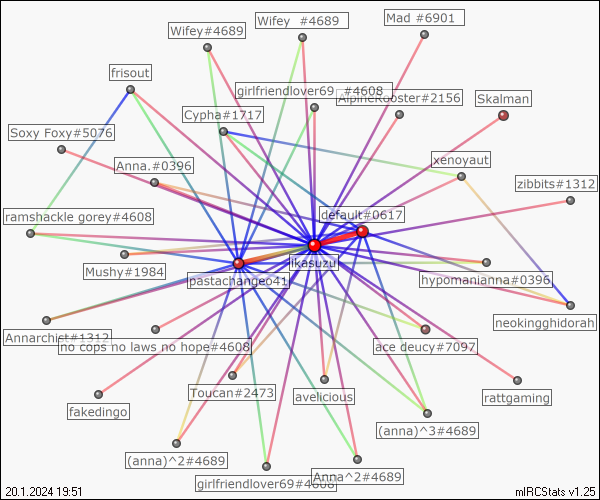 Mad #6901
Wifey  #4689
Wifey#4689
frisout
girlfriendlover69  #4608
AlpineRooster#2156
Skalman
Cypha#1717
Soxy Foxy#5076
Anna.#0396
xenoyaut
zibbits#1312
ramshackle gorey#4608
default#0617
ikasuzu
Mushy#1984
pastachange041
hypomanianna#0396
neokingghidorah
Annarchist#1312
no cops no laws no hope#4608
ace deucy#7097
Toucan#2473
avelicious
rattgaming
fakedingo
(anna)^3#4689
(anna)^2#4689
Anna^2#4689
girlfriendlover69#4608
20.1.2024 19:51
mIRCStats v1.25